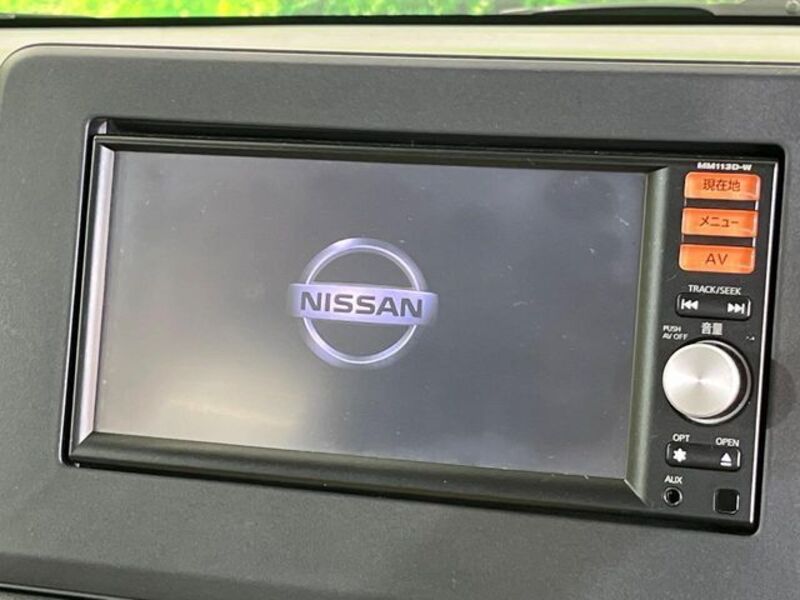 NISSAN
MM113D-W
現在地
メニュー
AV
TRACK/SEEK
音量
PUSH
AV OFF
OPT
OPEN
AUX